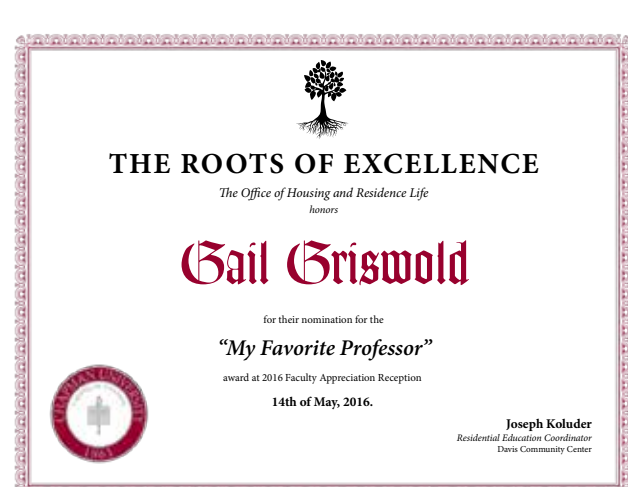 THE ROOTS OF EXCELLENCE
The Office of Housing and Residence Life
honors
Gail Griswold
for their nomination for the
“My Favorite Professor”
award at 2016 Faculty Appreciation Reception
14th of May, 2016.
CHAPMAN UNIVERSITY
1861
Joseph Koluder
Residential Education Coordinator
Davis Community Center